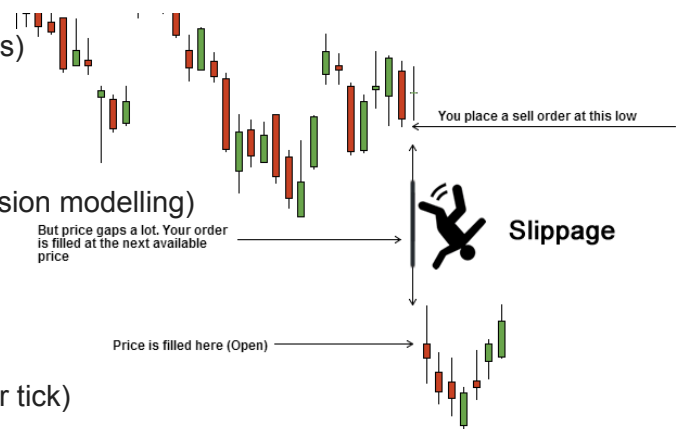 s)
You place a sell order at this low
sion modelling)
But price gaps a lot. Your order
is filled at the next available
price
Slippage
Price is filled here (Open)
r tick)